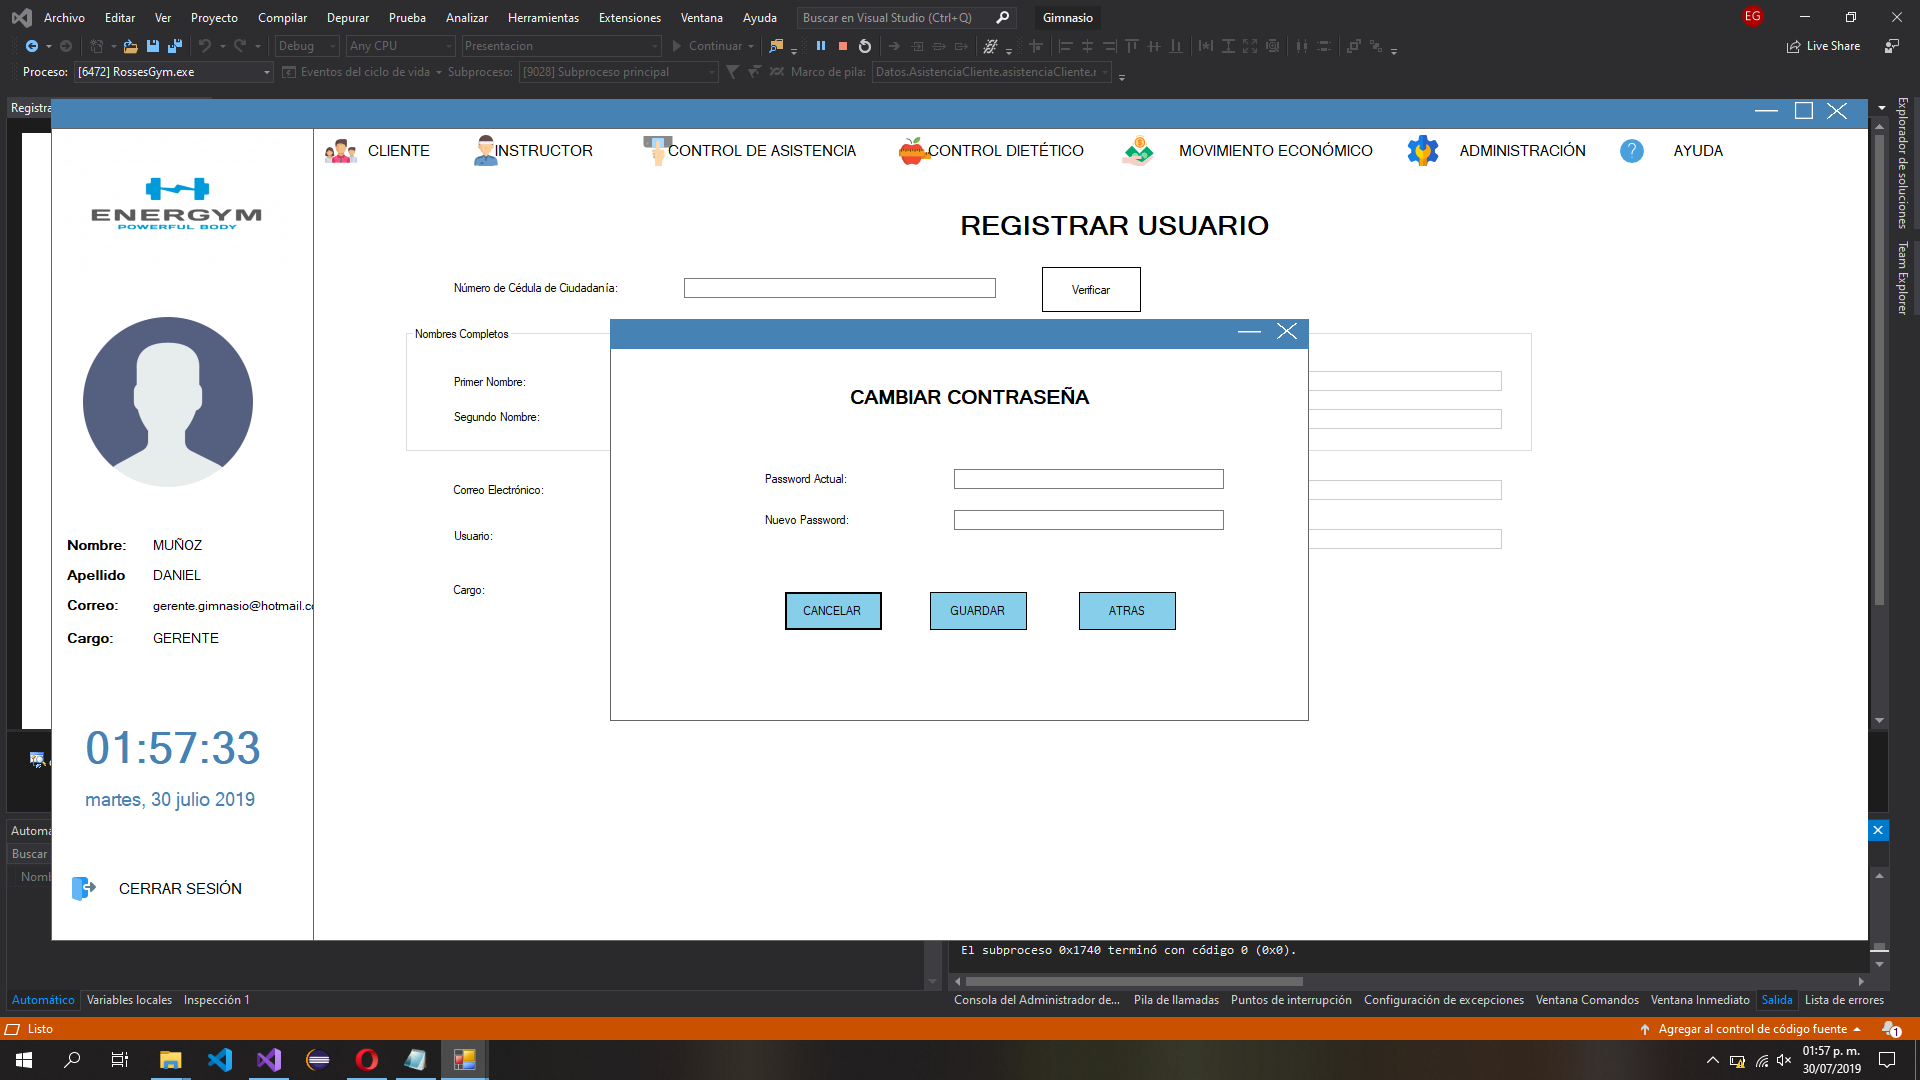 Archivo Editar Ver Proyecto Compilar Depurar Prueba Analizar Herramientas Extensiones Ventana Ayuda Buscar en Visual Studio (Ctrl+Q) Gimnasio EG
Debug Any CPU Presentacion Continuar Live Share
Proceso: [6472] RossesGym.exe Eventos del ciclo de vida Subproceso: [9028] Subproceso principal Marco de pila: Datos.AsistenciaCliente.asistenciaCliente.r
Registra
Explorador de soluciones
Team Explorer
CLIENTE INSTRUCTOR CONTROL DE ASISTENCIA CONTROL DIETÉTICO MOVIMIENTO ECONÓMICO ADMINISTRACIÓN ? AYUDA
ENERGYM
POWERFUL BODY
REGISTRAR USUARIO
Número de Cédula de Ciudadanía: Verificar
Nombres Completos
Primer Nombre:
Segundo Nombre:
Correo Electrónico:
Usuario:
Cargo:
CAMBIAR CONTRASEÑA
Password Actual:
Nuevo Password:
CANCELAR GUARDAR ATRAS
Nombre: MUÑOZ
Apellido DANIEL
Correo: gerente.gimnasio@hotmail.co
Cargo: GERENTE
01:57:33
martes, 30 julio 2019
CERRAR SESIÓN
Automá
Buscar
Nomb
El subproceso 0x1740 terminó con código 0 (0x0).
Automático Variables locales Inspección 1
Consola del Administrador de... Pila de llamadas Puntos de interrupción Configuración de excepciones Ventana Comandos Ventana Inmediato Salida Lista de errores
Listo Agregar al control de código fuente 1
01:57 p. m.
30/07/2019